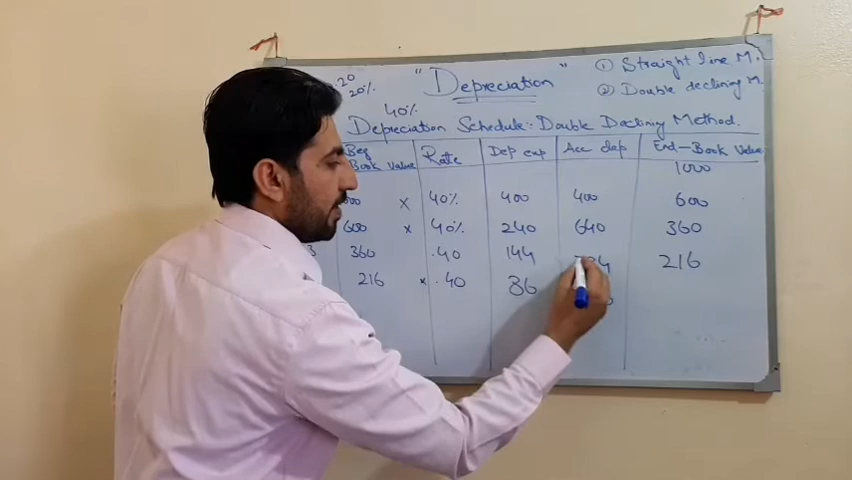 20
20%
40%
"Depreciation"
① Straight line M.
② Double declining M.
Depreciation Schedule:- Double Declining Method.
Beg Book Value Rate Dep exp Acc dep End-Book Value
1000
× 40% 400 400 600
600 × 40% 240 640 360
360 .40 144 216
216 × .40 86